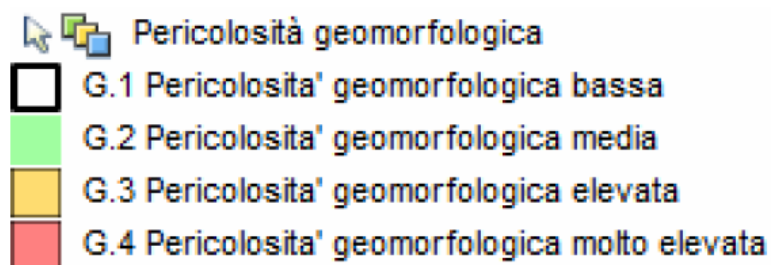 Pericolosità geomorfologica
G.1 Pericolosita' geomorfologica bassa
G.2 Pericolosita' geomorfologica media
G.3 Pericolosita' geomorfologica elevata
G.4 Pericolosita' geomorfologica molto elevata